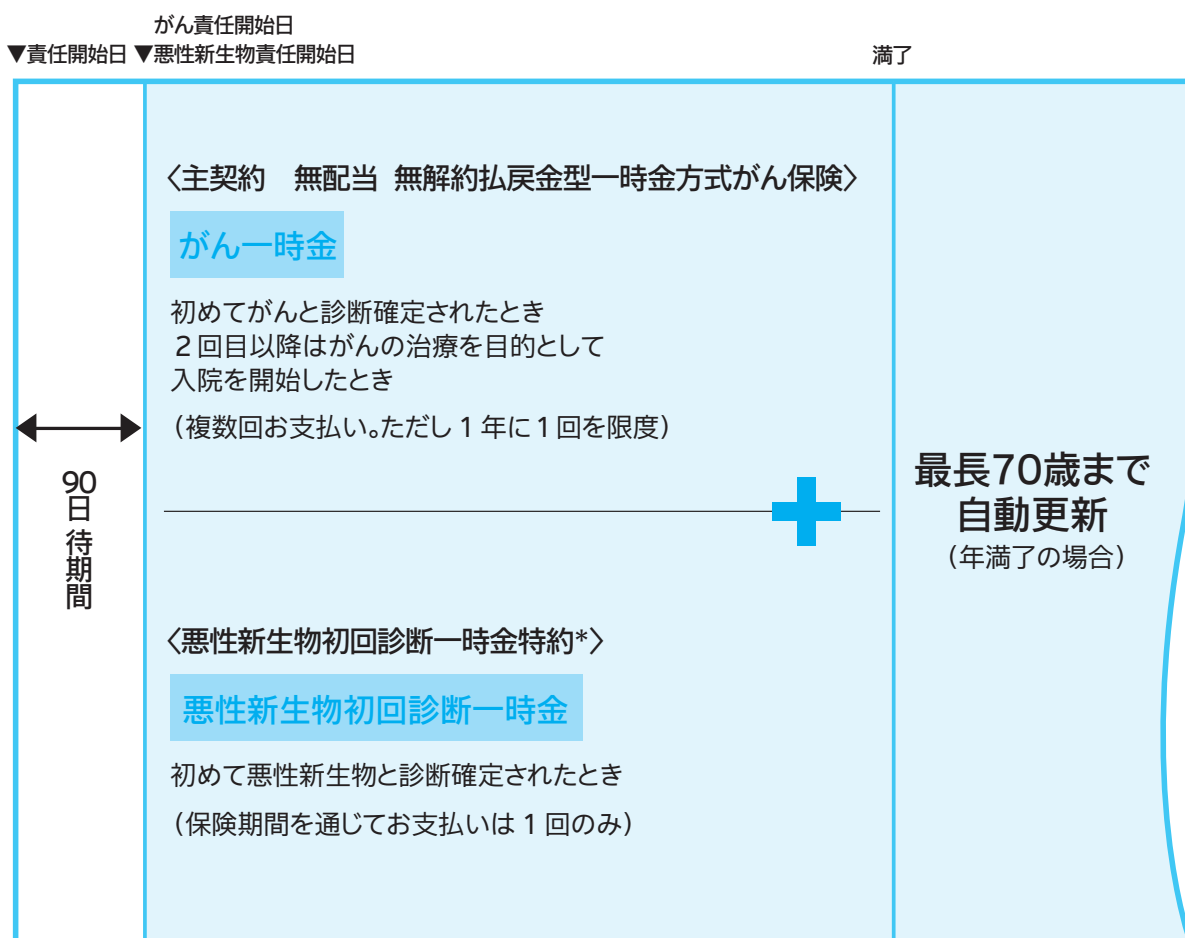 がん責任開始日
▼責任開始日 ▼悪性新生物責任開始日
満了
〈主契約　無配当 無解約払戻金型一時金方式がん保険〉
がん一時金
初めてがんと診断確定されたとき
２回目以降はがんの治療を目的として
入院を開始したとき
（複数回お支払い。ただし１年に１回を限度）
90日 待期間
最長70歳まで
自動更新
（年満了の場合）
〈悪性新生物初回診断一時金特約*〉
悪性新生物初回診断一時金
初めて悪性新生物と診断確定されたとき
（保険期間を通じてお支払いは１回のみ）